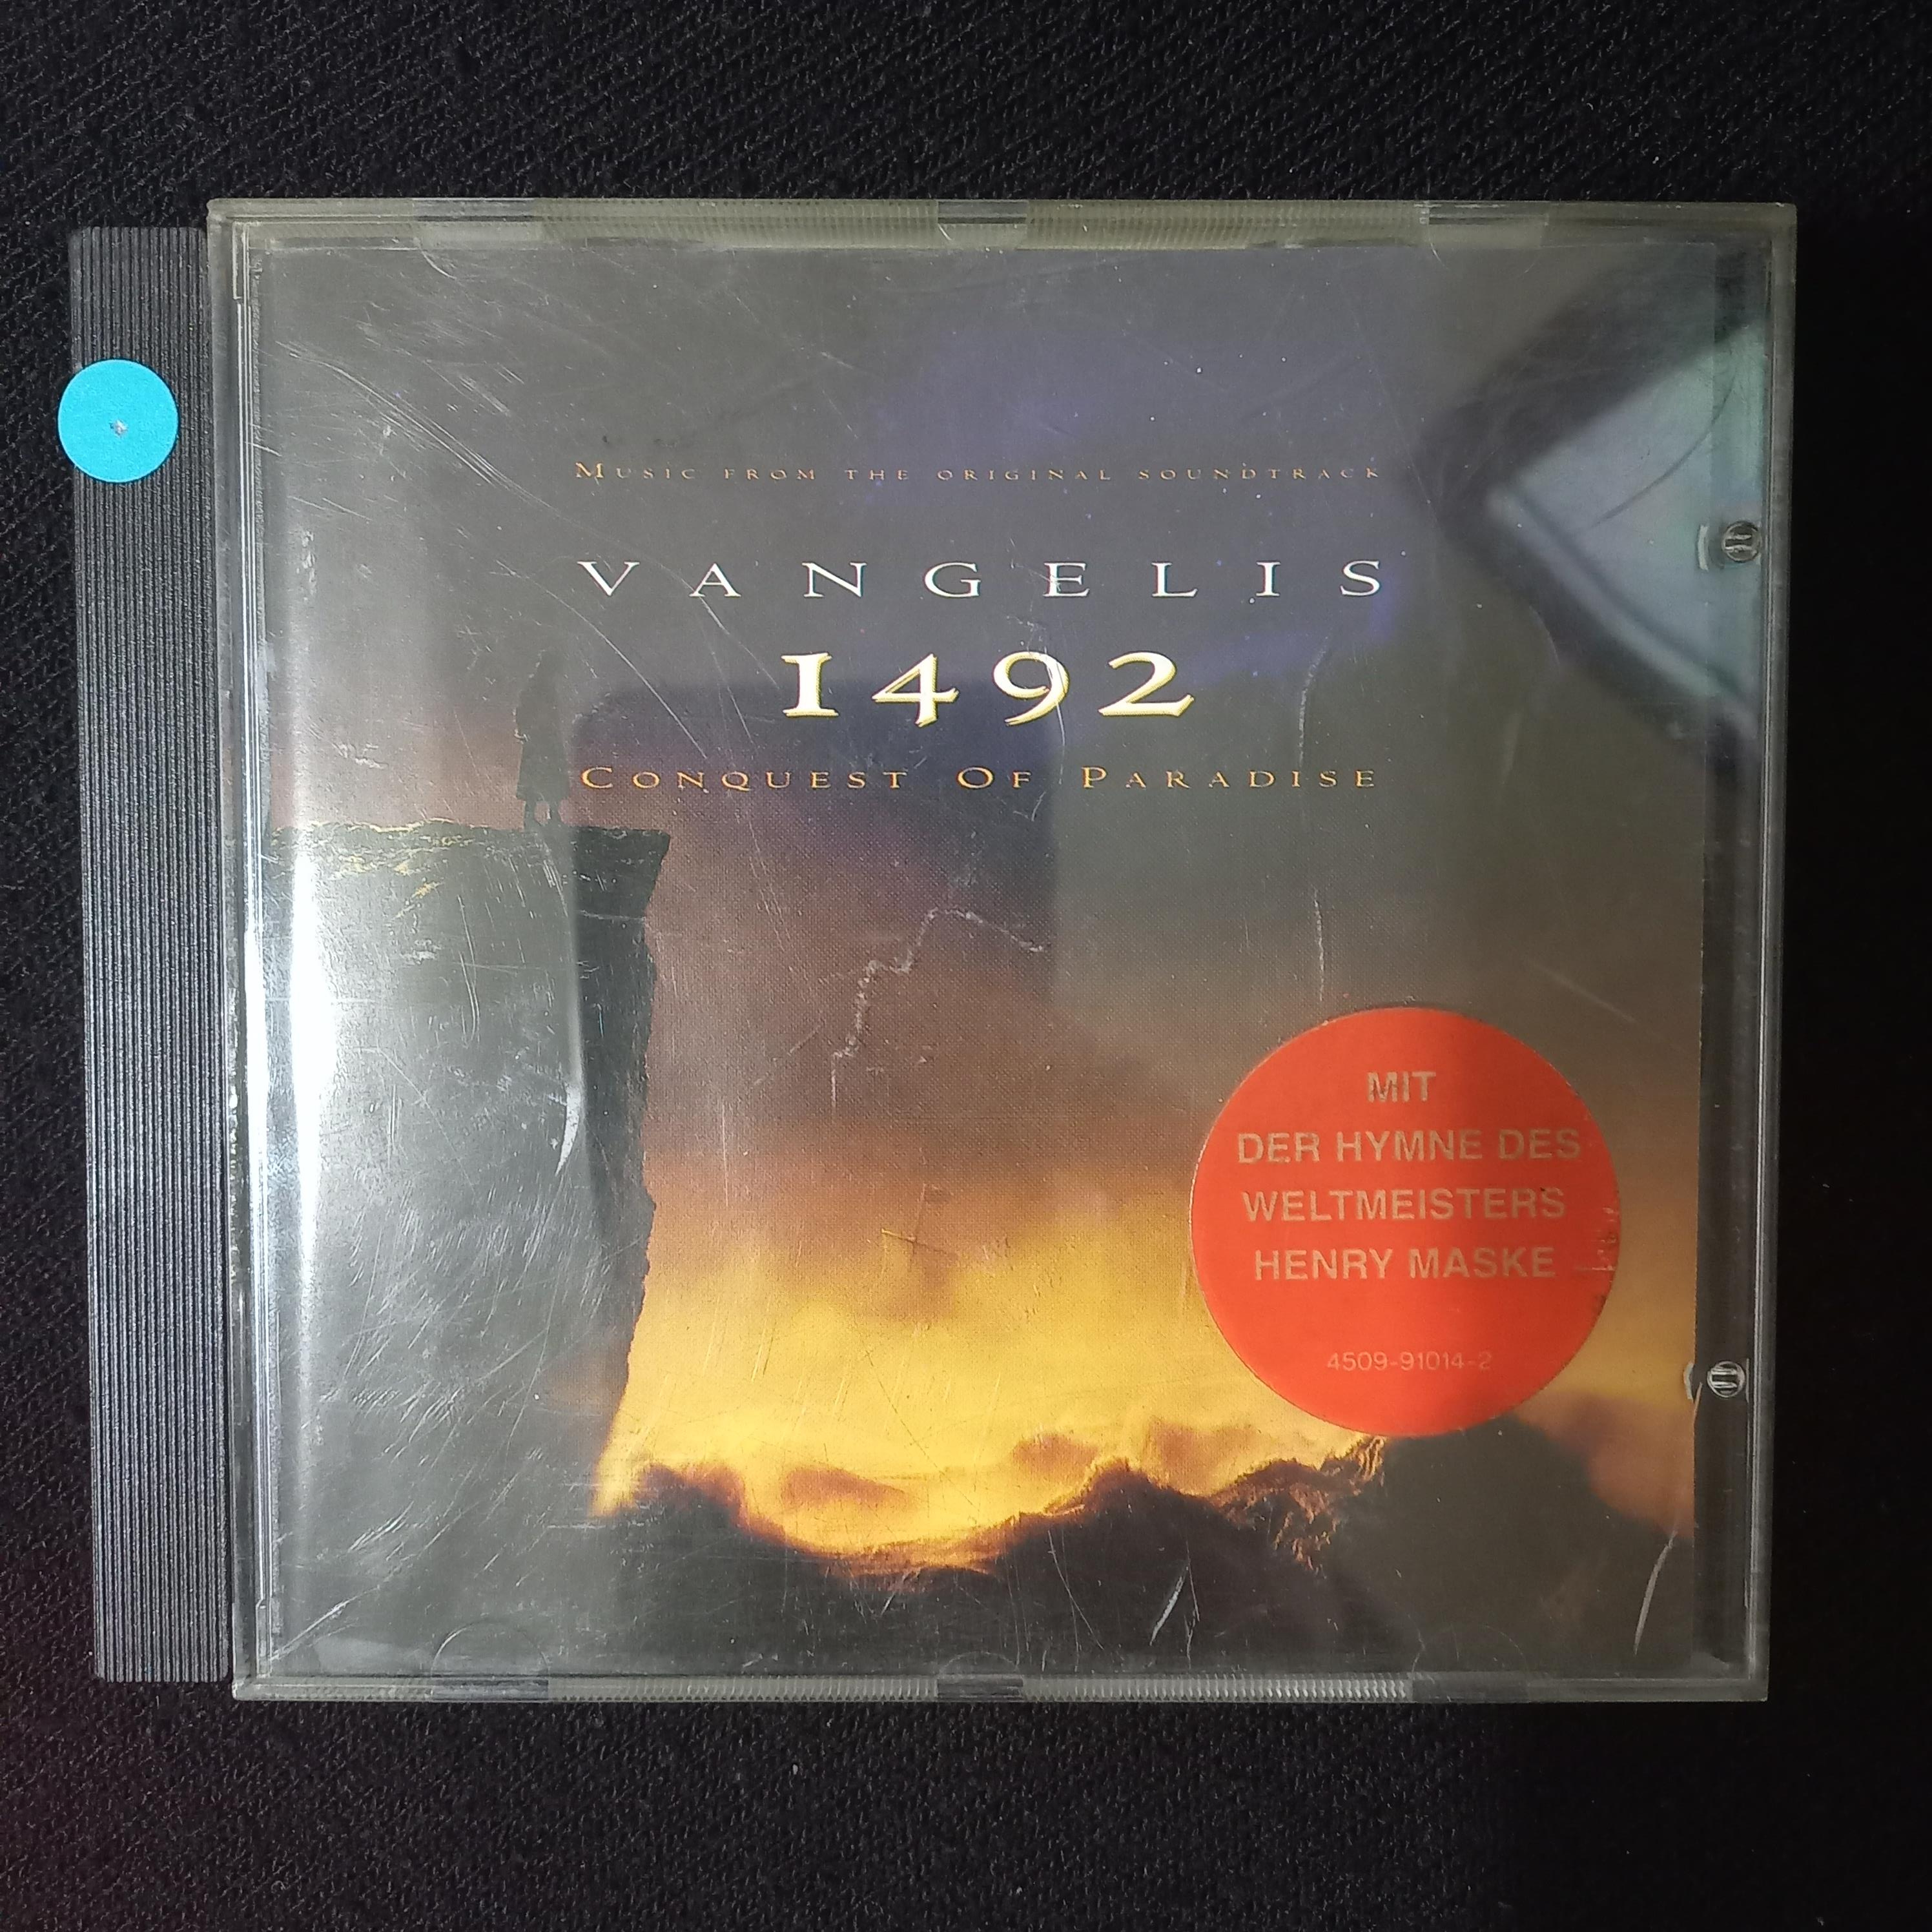 MUSIC FROM THE ORIGINAL SOUNDTRACK
VANGELIS
1492
CONQUEST OF PARADISE
MIT
DER HYMNE DES
WELTMEISTERS
HENRY MASKE
4509-91014-2